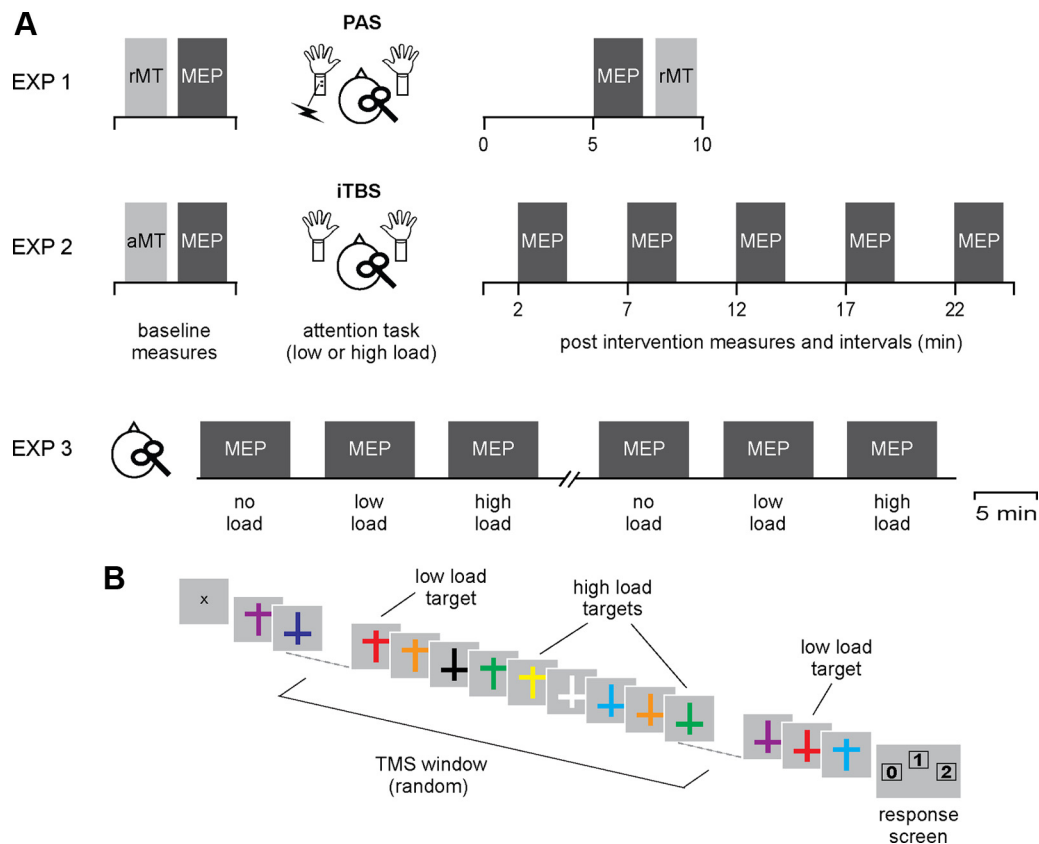 A
PAS
EXP 1
rMT MEP
MEP rMT
0 5 10
iTBS
EXP 2
aMT MEP
MEP MEP MEP MEP MEP
2 7 12 17 22
baseline
measures
attention task
(low or high load)
post intervention measures and intervals (min)
EXP 3
MEP MEP MEP MEP MEP MEP
no
load
low
load
high
load
no
load
low
load
high
load
5 min
B
x
low load
target
high load
targets
low load
target
TMS window
(random)
0 1 2
response
screen